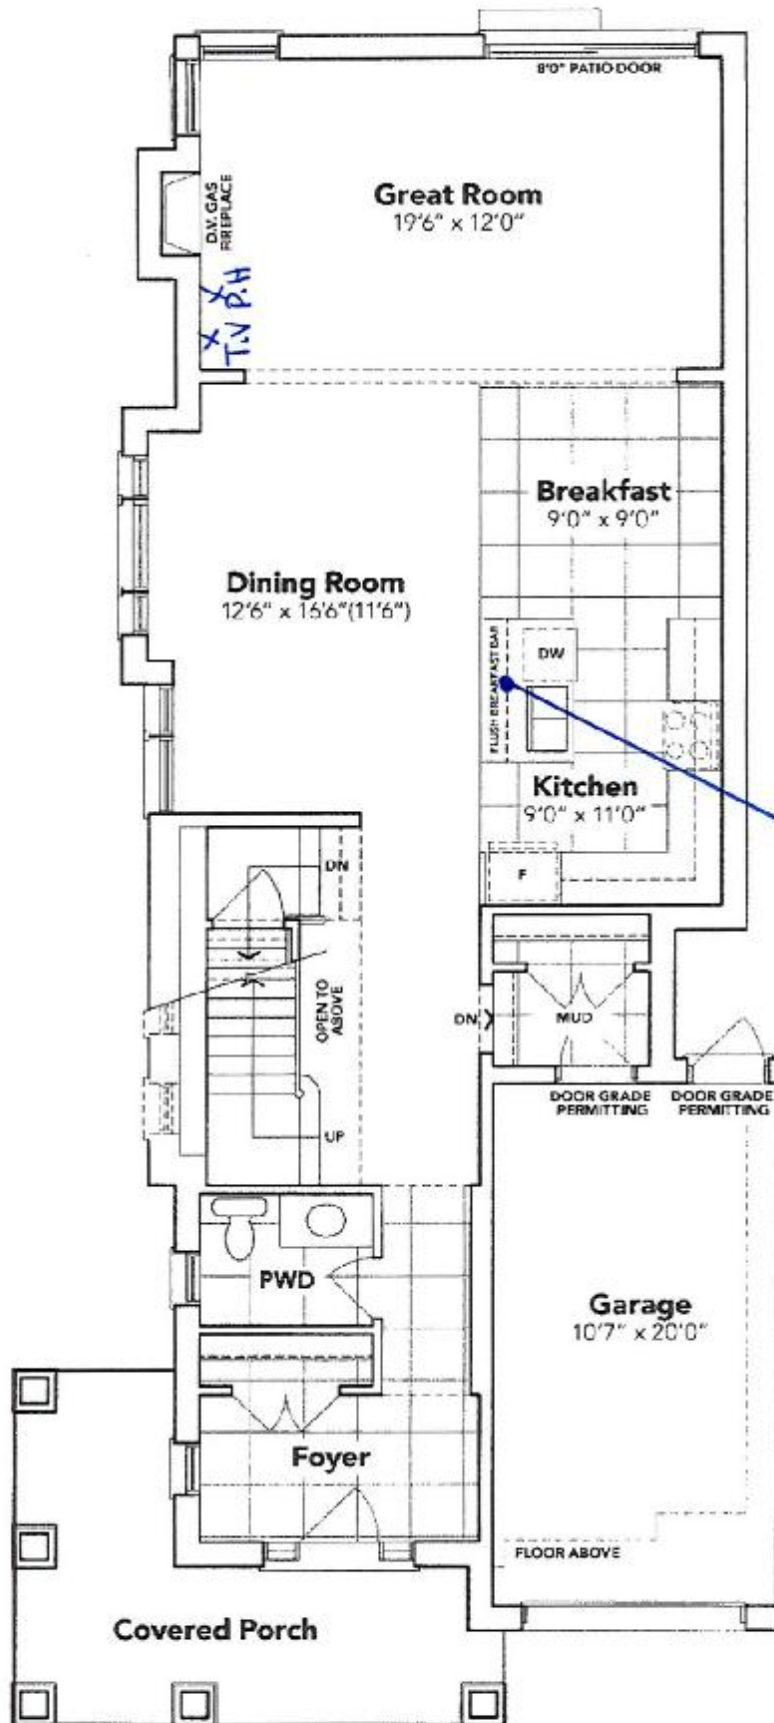 8'0" PATIO DOOR
Great Room
19'6" x 12'0"
D.V. GAS
FIREPLACE
P.H
T.V
Breakfast
9'0" x 9'0"
Dining Room
12'6" x 16'6"(11'6")
FLUSH BREAKFAST BAR
DW
Kitchen
9'0" x 11'0"
F
DN
OPEN TO
ABOVE
DN
MUD
DOOR GRADE
PERMITTING
DOOR GRADE
PERMITTING
UP
PWD
Garage
10'7" x 20'0"
Foyer
FLOOR ABOVE
Covered Porch